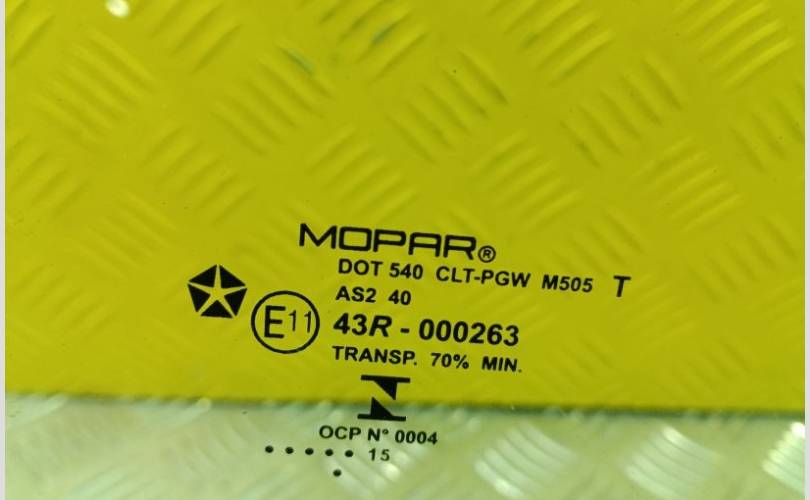 MOPAR®
DOT 540 CLT-PGW M505 T
AS2 40
E11 43R - 000263
TRANSP. 70% MIN.
OCP N° 0004
..... 15
.